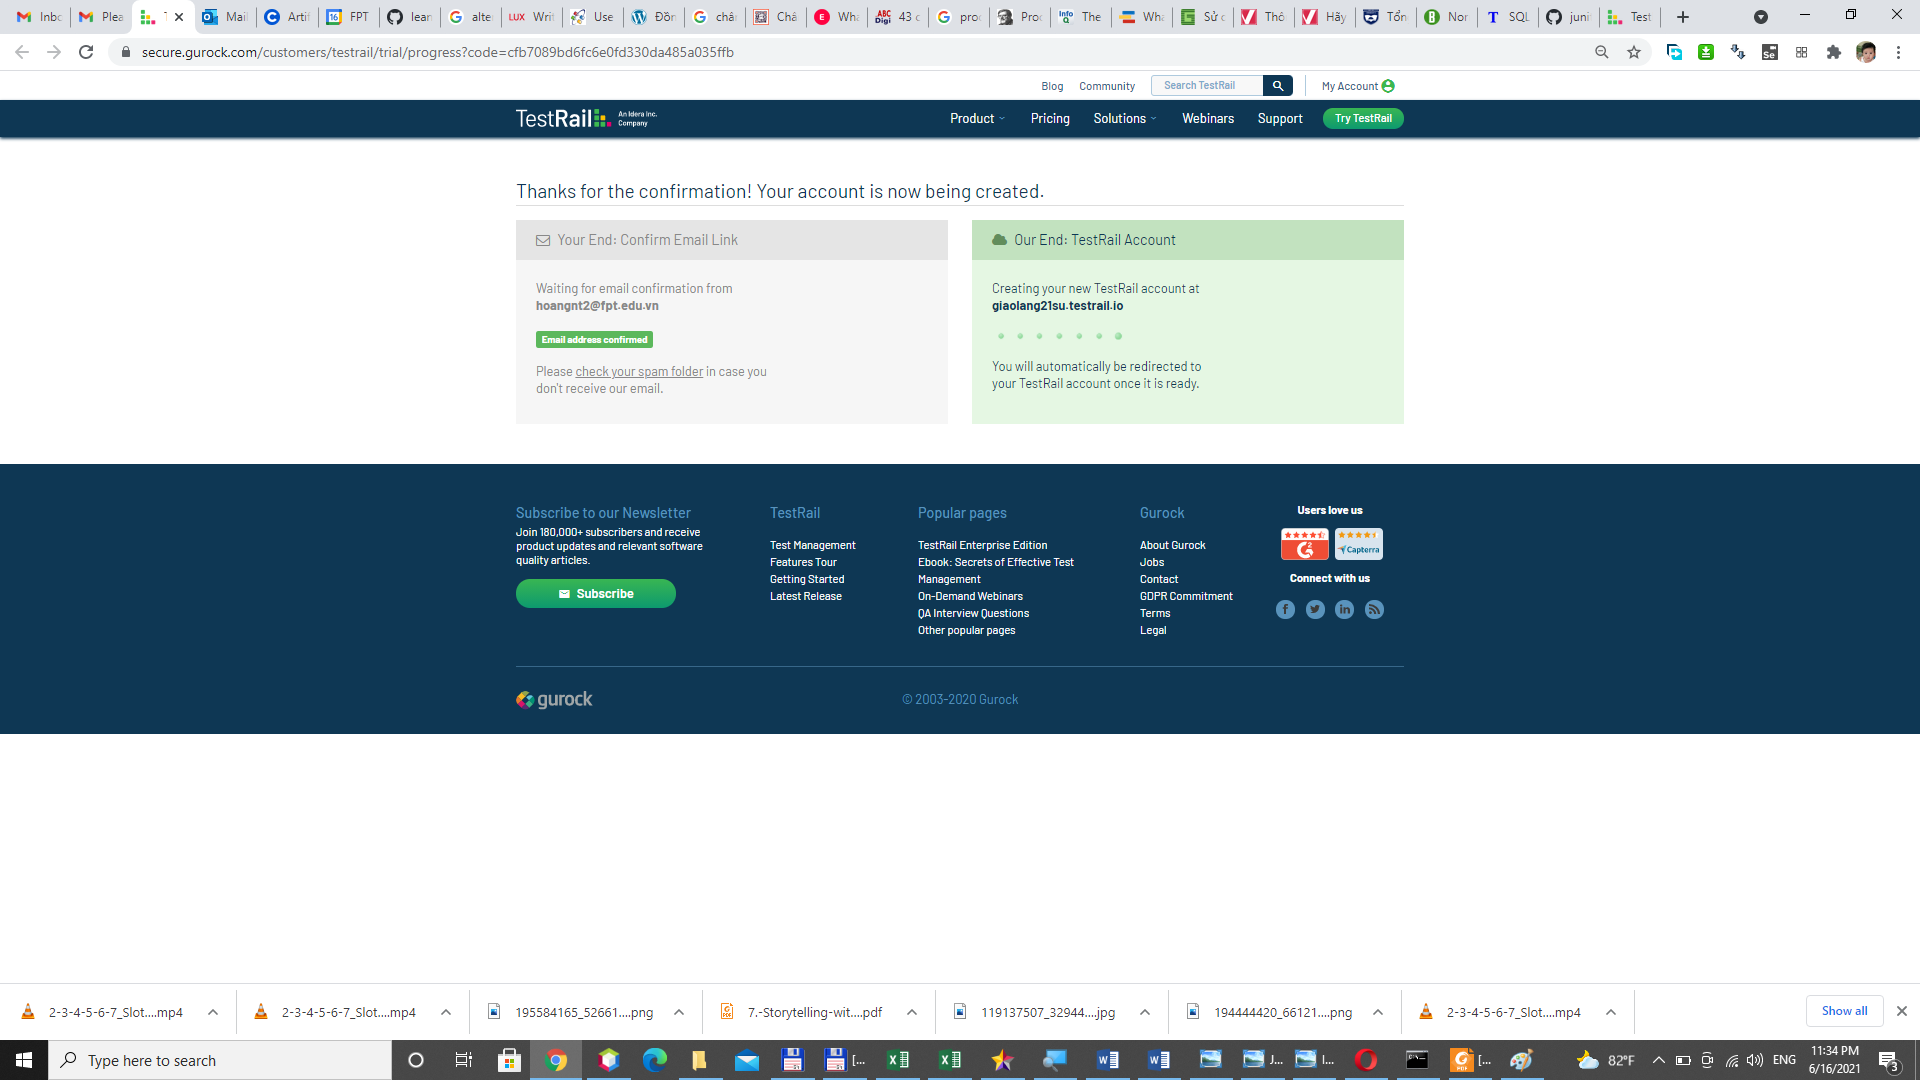 Inbo
Plea
T
Mail
Artif
FPT
lear
alte
Writ
Use
Đồn
châ
Châ
Wha
43 c
proc
Proc
The
Wha
Sử c
Thô
Hãy
Tổn
Nor
SQL
juni
Test
secure.gurock.com/customers/testrail/trial/progress?code=cfb7089bd6fc6e0fd330da485a035ffb
Blog
Community
Search TestRail
My Account
TestRail An Idera Inc. Company
Product
Pricing
Solutions
Webinars
Support
Try TestRail
Thanks for the confirmation! Your account is now being created.
Your End: Confirm Email Link
Waiting for email confirmation from
hoangnt2@fpt.edu.vn
Email address confirmed
Please check your spam folder in case you
don't receive our email.
Our End: TestRail Account
Creating your new TestRail account at
giaolang21su.testrail.io
You will automatically be redirected to
your TestRail account once it is ready.
Subscribe to our Newsletter
Join 180,000+ subscribers and receive
product updates and relevant software
quality articles.
Subscribe
TestRail
Test Management
Features Tour
Getting Started
Latest Release
Popular pages
TestRail Enterprise Edition
Ebook: Secrets of Effective Test
Management
On-Demand Webinars
QA Interview Questions
Other popular pages
Gurock
About Gurock
Jobs
Contact
GDPR Commitment
Terms
Legal
Users love us
Capterra
Connect with us
gurock
© 2003-2020 Gurock
2-3-4-5-6-7_Slot....mp4
2-3-4-5-6-7_Slot....mp4
195584165_52661....png
7.-Storytelling-wit....pdf
119137507_32944....jpg
194444420_66121....png
2-3-4-5-6-7_Slot....mp4
Show all
Type here to search
[...
J...
I...
[...
82°F
ENG
11:34 PM
6/16/2021
3